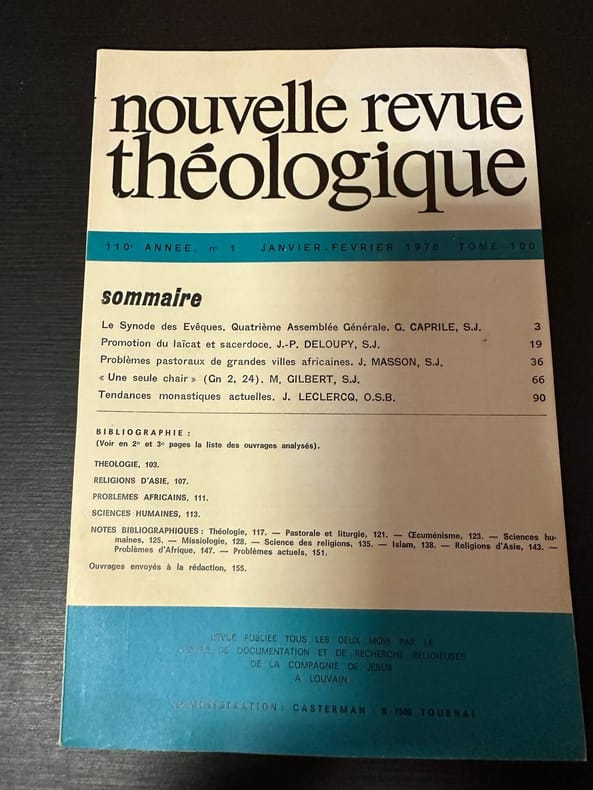 nouvelle revue
théologique
110e ANNEE, n° 1 JANVIER-FEVRIER 1978 TOME 100
sommaire
Le Synode des Evêques. Quatrième Assemblée Générale. G. CAPRILE, S.J. 3
Promotion du laïcat et sacerdoce. J.-P. DELOUPY, S.J. 19
Problèmes pastoraux de grandes villes africaines. J. MASSON, S.J. 36
« Une seule chair » (Gn 2, 24). M. GILBERT, S.J. 66
Tendances monastiques actuelles. J. LECLERCQ, O.S.B. 90
BIBLIOGRAPHIE :
(Voir en 2e et 3e pages la liste des ouvrages analysés).
THEOLOGIE, 103.
RELIGIONS D'ASIE, 107.
PROBLEMES AFRICAINS, 111.
SCIENCES HUMAINES, 113.
NOTES BIBLIOGRAPHIQUES : Théologie, 117. — Pastorale et liturgie, 121. — Œcuménisme, 123. — Sciences hu-
maines, 125. — Missiologie, 128. — Science des religions, 135. — Islam, 138. — Religions d'Asie, 143. —
Problèmes d'Afrique, 147. — Problèmes actuels, 151.
Ouvrages envoyés à la rédaction, 155.
REVUE PUBLIEE TOUS LES DEUX MOIS PAR LE
CENTRE DE DOCUMENTATION ET DE RECHERCHE RELIGIEUSES
DE LA COMPAGNIE DE JESUS
A LOUVAIN
ADMINISTRATION: CASTERMAN B-7500 TOURNAI